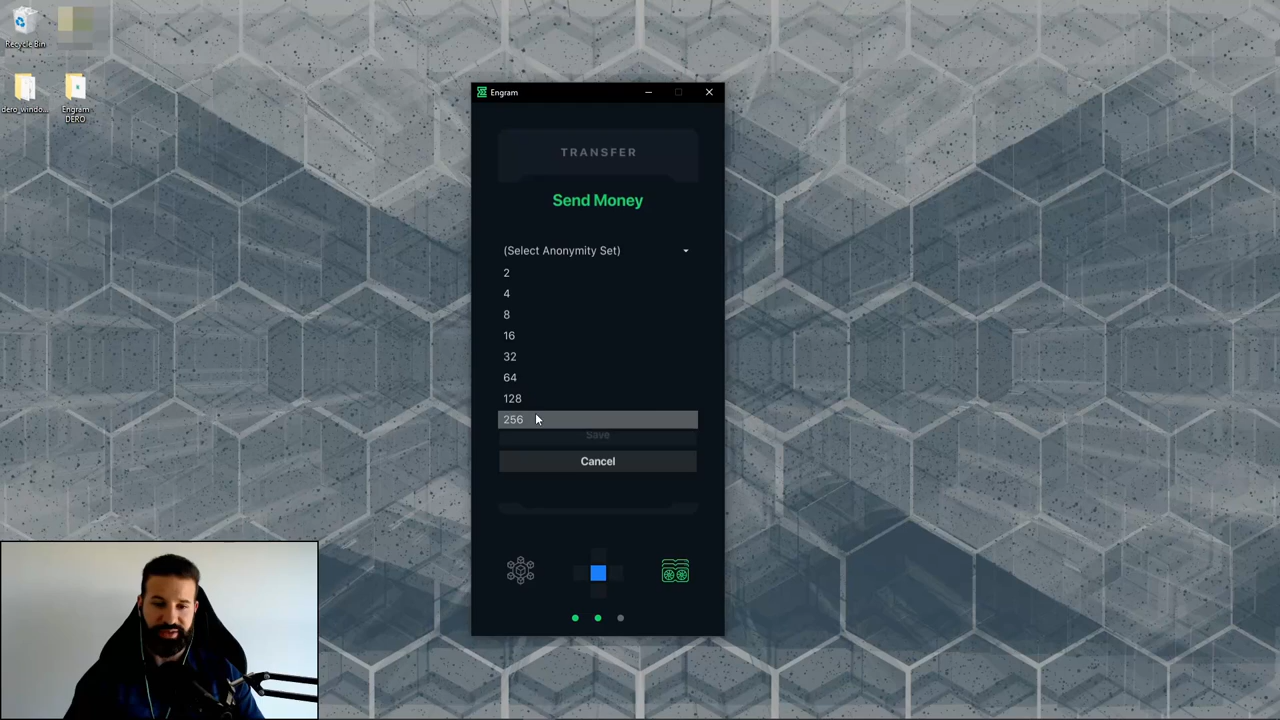 Recycle Bin
dero_windo...
Engram
DERO
Engram
TRANSFER
Send Money
(Select Anonymity Set)
2
4
8
16
32
64
128
256
Save
Cancel